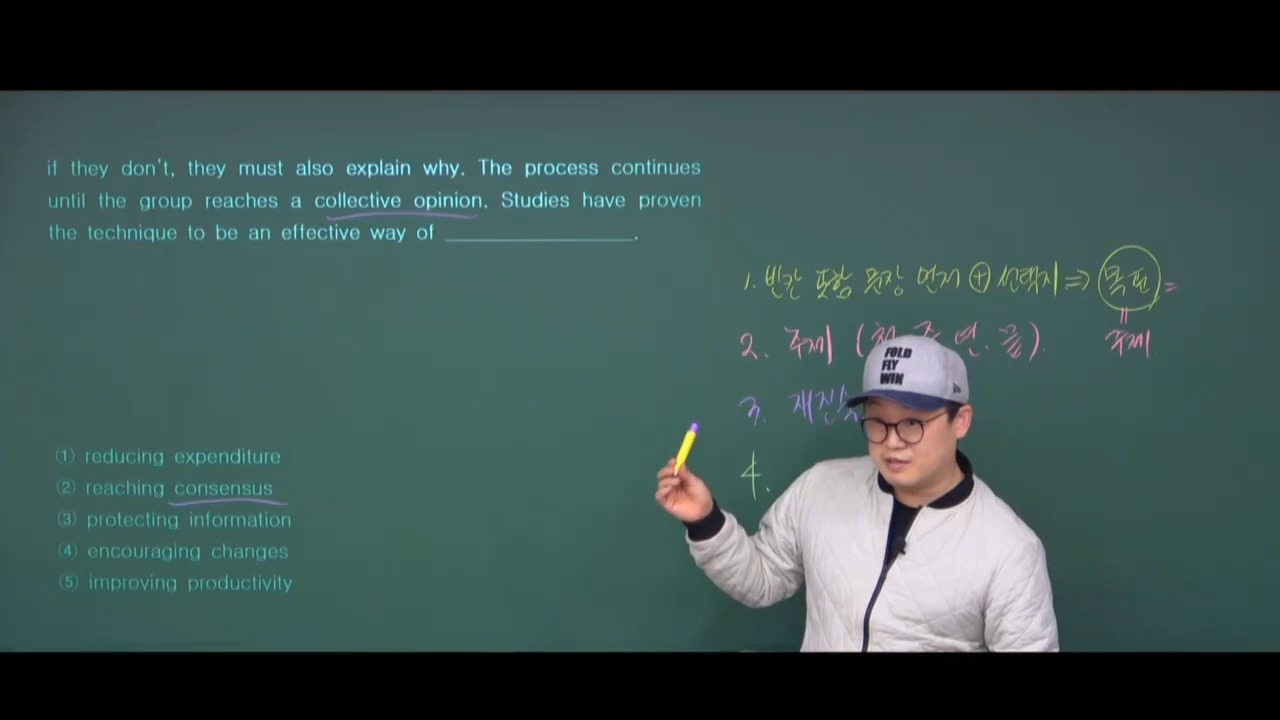 if they don't, they must also explain why. The process continues
until the group reaches a collective opinion. Studies have proven
the technique to be an effective way of ____________.
① reducing expenditure
② reaching consensus
③ protecting information
④ encouraging changes
⑤ improving productivity
1. 빈칸 포함 문장 먼저 ⊕ 선택지 ⇒ 목표 =
"
2. 주제 ( 끝). 주제
3. 재진
4.
FOLD
FLY
WIN